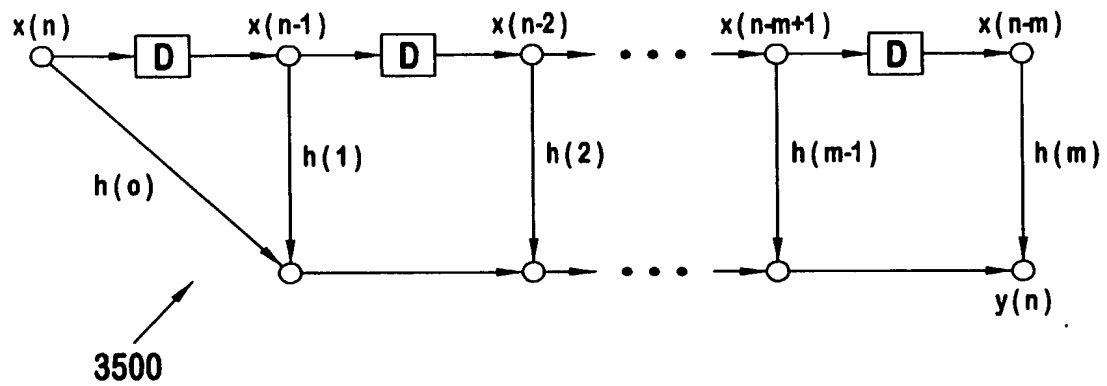 x(n) x(n-1) x(n-2) x(n-m+1) x(n-m)
D D D
h(o) h(1) h(2) h(m-1) h(m)
y(n)
3500